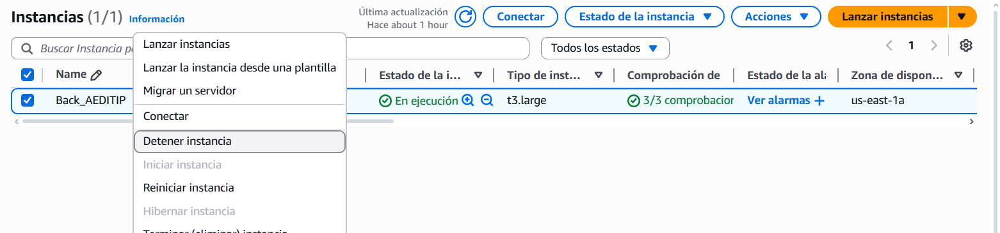 Instancias (1/1) Información
Última actualización
Hace about 1 hour
Conectar
Estado de la instancia
Acciones
Lanzar instancias
Buscar Instancia
Todos los estados
1
Name
Estado de la i...
Tipo de inst...
Comprobación de
Estado de la
Zona de dispon...
Back_AEDITIP
En ejecución
t3.large
3/3
Ver alarmas +
us-east-1a
Lanzar instancias
Lanzar la instancia desde una plantilla
Migrar un servidor
Conectar
Detener instancia
Iniciar instancia
Reiniciar instancia
Hibernar instancia
Terminar (eliminar) instancia